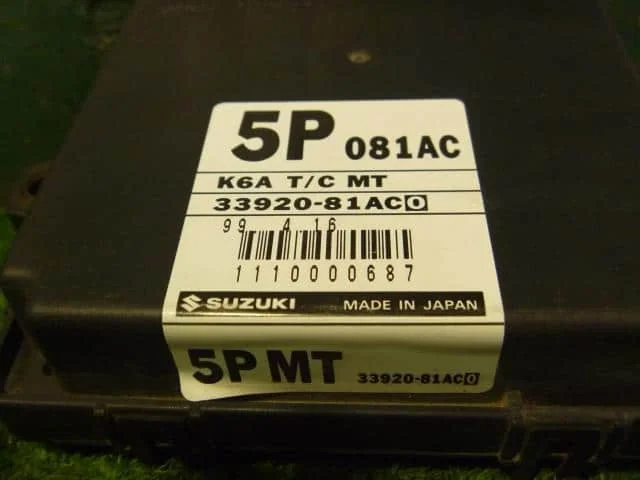 5P 081AC
K6A T/C MT
33920-81AC0
99 4.16
1110000687
SUZUKI MADE IN JAPAN
5P MT 33920-81AC0